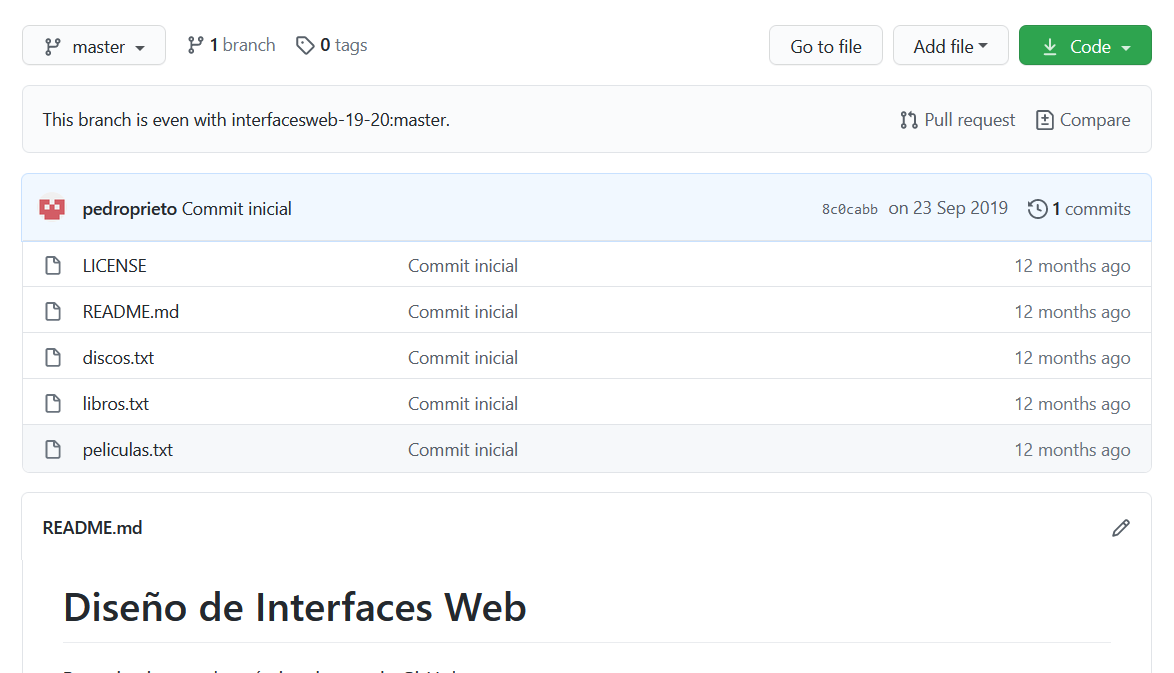 master 1 branch 0 tags Go to file Add file Code
This branch is even with interfacesweb-19-20:master. Pull request Compare
pedroprieto Commit inicial 8c0cabb on 23 Sep 2019 1 commits
LICENSE Commit inicial 12 months ago
README.md Commit inicial 12 months ago
discos.txt Commit inicial 12 months ago
libros.txt Commit inicial 12 months ago
peliculas.txt Commit inicial 12 months ago
README.md
Diseño de Interfaces Web